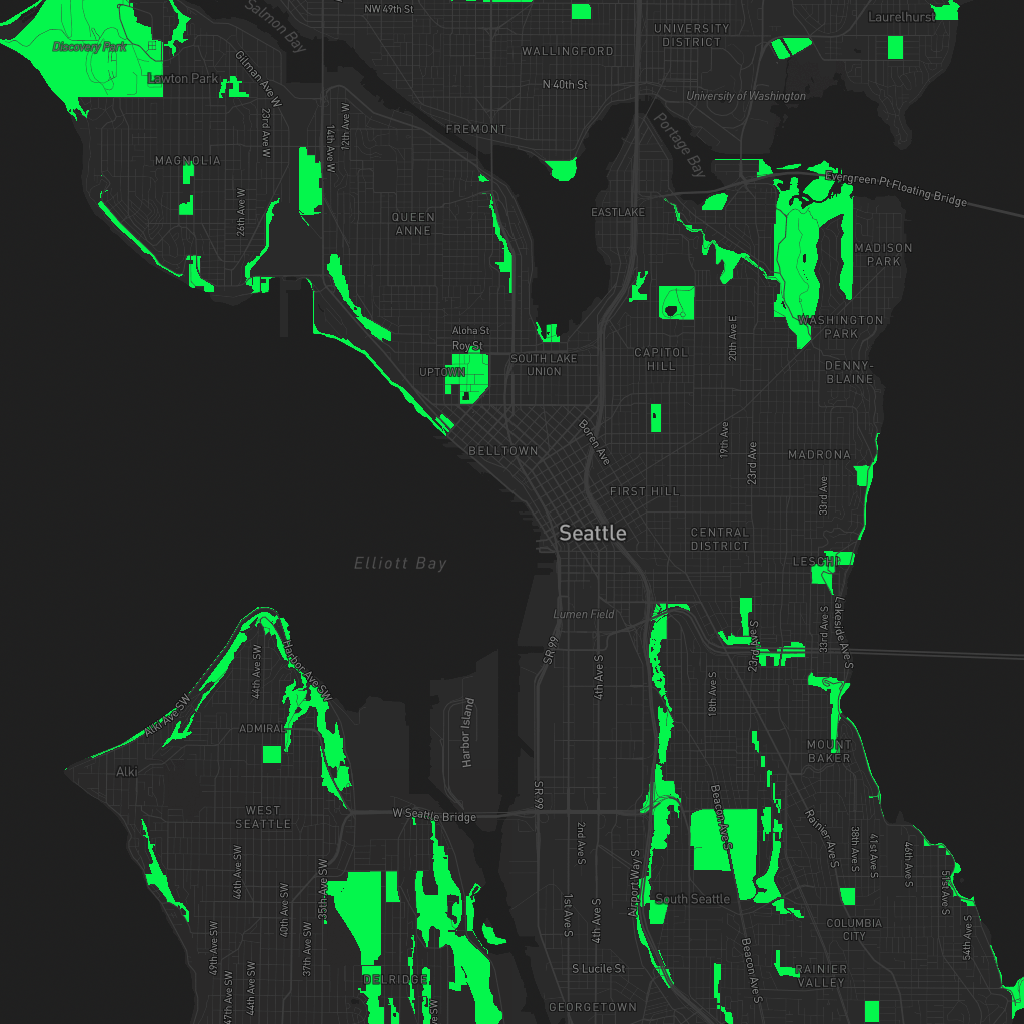 NW 49th St
Laurelhurst
Salmon Bay
UNIVERSITY
DISTRICT
Discovery Park
WALLINGFORD
Lawton Park
Gilman Ave W
N 40th St
University of Washington
23rd Ave W
14th Ave W
12th Ave W
FREMONT
Portage Bay
MAGNOLIA
Evergreen Pt Floating Bridge
26th Ave W
QUEEN
ANNE
EASTLAKE
MADISON
PARK
Aloha St
Roy St
20th Ave E
WASHINGTON
PARK
SOUTH LAKE
UNION
CAPITOL
HILL
UPTOWN
DENNY-
BLAINE
BELLTOWN
Boren Ave
19th Ave
23rd Ave
MADRONA
FIRST HILL
33rd Ave
Seattle
CENTRAL
DISTRICT
Elliott Bay
LESCHI
Lumen Field
SR 99
44th Ave SW
Harbor Ave SW
4th Ave S
23rd Ave S
33rd Ave S
Lakeside Ave S
18th Ave S
Alki Ave SW
ADMIRAL
Harbor Island
MOUNT
BAKER
Alki
SR 99
WEST
SEATTLE
W Seattle Bridge
2nd Ave S
Beacon Ave S
Rainier Ave S
38th Ave S
41st Ave S
46th Ave S
51st Ave S
54th Ave S
46th Ave SW
40th Ave SW
35th Ave SW
Airport Way S
South Seattle
1st Ave S
4th Ave S
COLUMBIA
CITY
49th Ave SW
37th Ave SW
47th Ave SW
44th Ave SW
DELRIDGE
S Lucile St
Beacon Ave S
RAINIER
VALLEY
GEORGETOWN